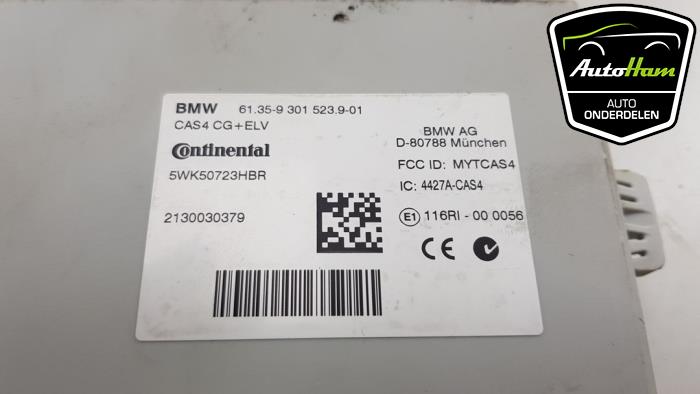 AutoHam
AUTO
ONDERDELEN
BMW 61.35-9 301 523.9-01
CAS4 CG+ELV
Continental
5WK50723HBR
2130030379
BMW AG
D-80788 München
FCC ID: MYTCAS4
IC: 4427A-CAS4
E1 116RI - 00 0056
CE